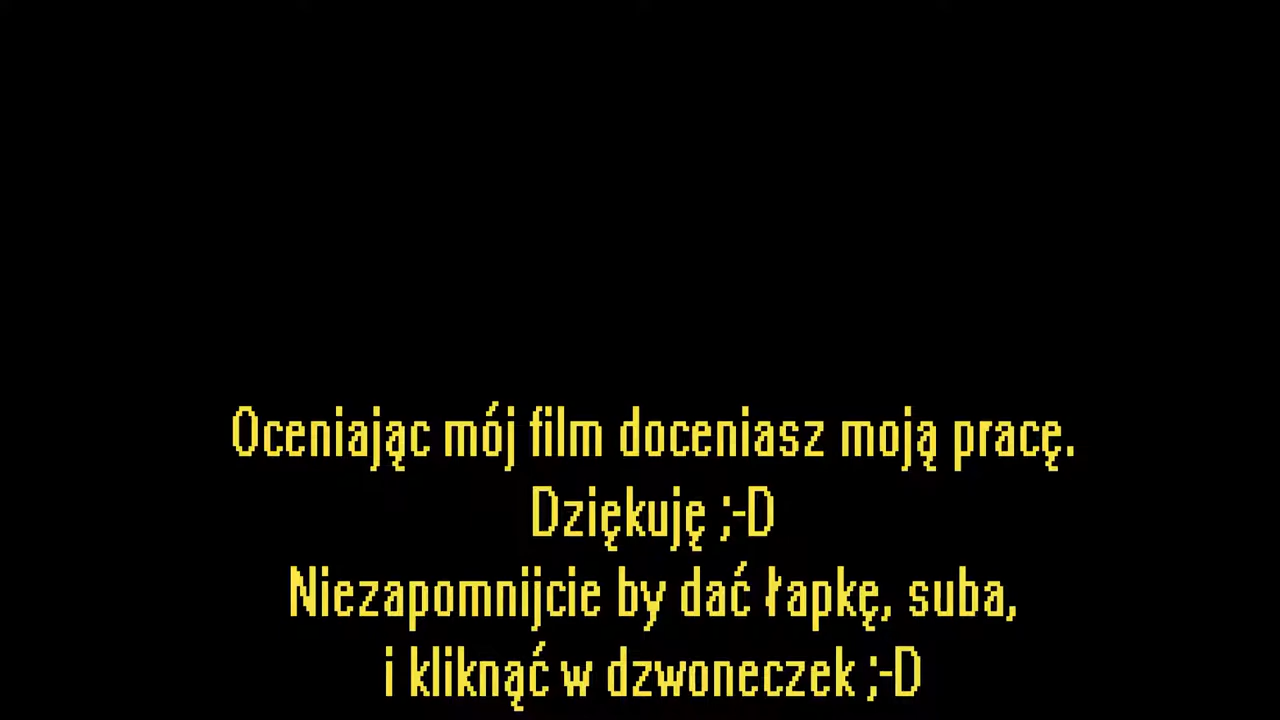 Oceniając mój film doceniasz moją pracę.
Dziękuję ;-D
Niezapomnijcie by dać łapkę, suba,
i kliknąć w dzwoneczek ;-D